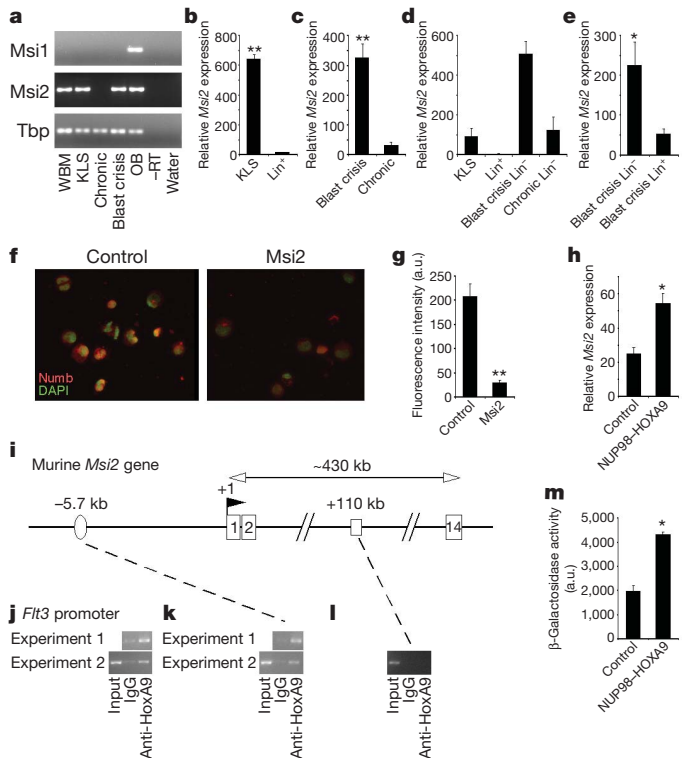 a
Msi1
Msi2
Tbp
WBM
KLS
Chronic
Blast crisis
OB
–RT
Water
b
Relative Msi2 expression
800
600
400
200
0
KLS
Lin+
**
c
Relative Msi2 expression
400
300
200
100
0
Blast crisis
Chronic
**
d
Relative Msi2 expression
600
400
200
0
KLS
Lin+
Blast crisis Lin–
Chronic Lin–
e
Relative Msi2 expression
300
200
100
0
Blast crisis Lin–
Blast crisis Lin+
*
f
Control
Msi2
Numb
DAPI
g
Fluorescence intensity (a.u.)
250
200
150
100
50
0
Control
Msi2
**
h
Relative Msi2 expression
80
60
40
20
0
Control
NUP98–HOXA9
*
i
Murine Msi2 gene
~430 kb
–5.7 kb
+1
+110 kb
1
2
14
j Flt3 promoter
Experiment 1
Experiment 2
Input
IgG
Anti-HoxA9
k
Experiment 1
Experiment 2
Input
IgG
Anti-HoxA9
l
Input
IgG
Anti-HoxA9
m
β-Galactosidase activity
(a.u.)
5,000
4,000
3,000
2,000
1,000
0
Control
NUP98–HOXA9
*